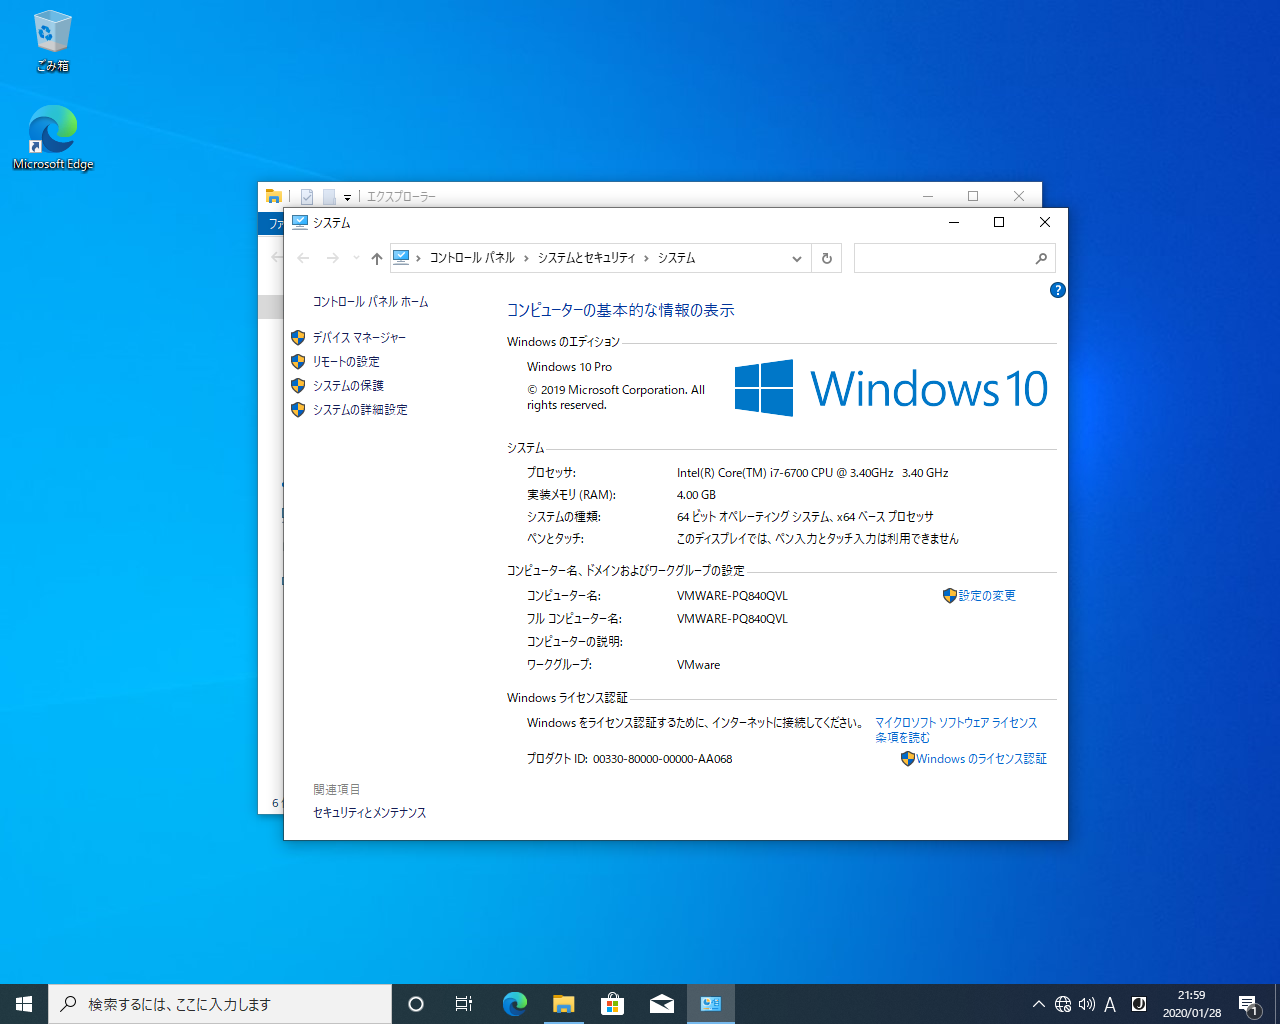 ごみ箱
Microsoft Edge
エクスプローラー
システム
コントロール パネル › システムとセキュリティ › システム
コントロール パネル ホーム
デバイス マネージャー
リモートの設定
システムの保護
システムの詳細設定
コンピューターの基本的な情報の表示
Windows のエディション
Windows 10 Pro
© 2019 Microsoft Corporation. All
rights reserved.
Windows 10
システム
プロセッサ: Intel(R) Core(TM) i7-6700 CPU @ 3.40GHz 3.40 GHz
実装メモリ (RAM): 4.00 GB
システムの種類: 64 ビット オペレーティング システム、x64 ベース プロセッサ
ペンとタッチ: このディスプレイでは、ペン入力とタッチ入力は利用できません
コンピューター名、ドメインおよびワークグループの設定
コンピューター名: VMWARE-PQ840QVL 設定の変更
フル コンピューター名: VMWARE-PQ840QVL
コンピューターの説明:
ワークグループ: VMware
Windows ライセンス認証
Windows をライセンス認証するために、インターネットに接続してください。 マイクロソフト ソフトウェア ライセンス
条項を読む
プロダクト ID: 00330-80000-00000-AA068 Windows のライセンス認証
関連項目
セキュリティとメンテナンス
6
検索するには、ここに入力します
A
J
21:59
2020/01/28
1